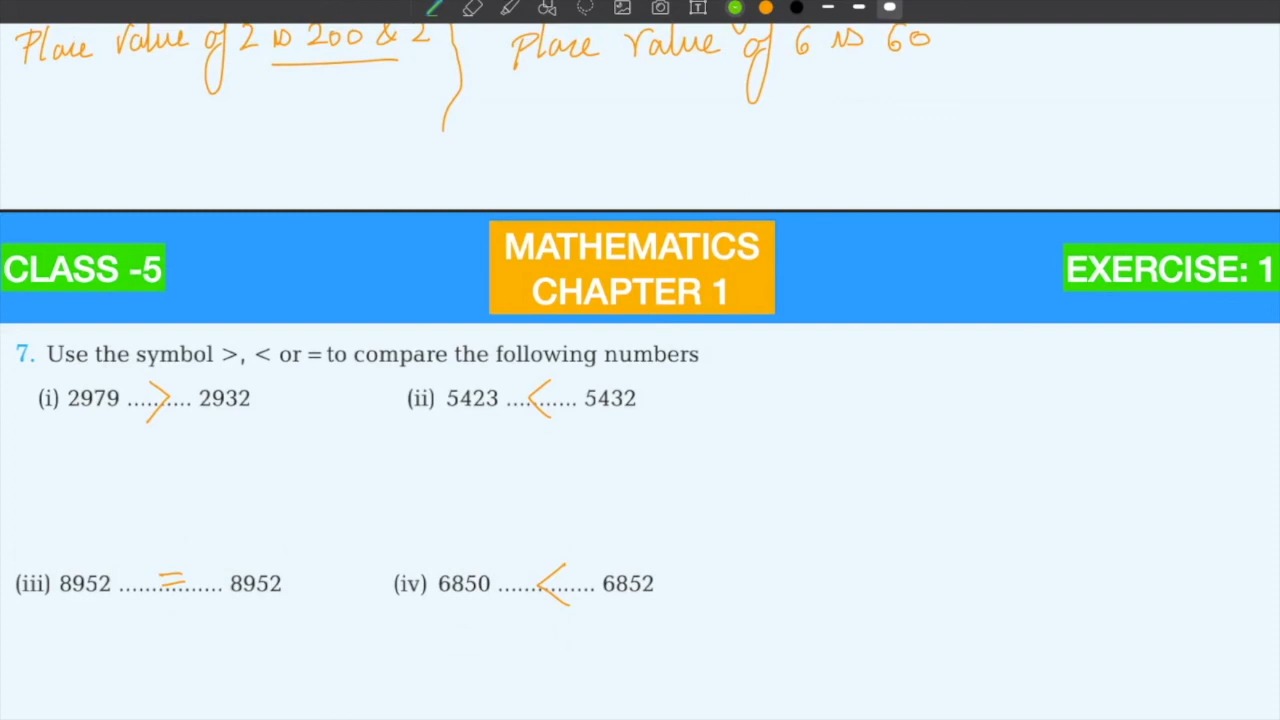 Place Value of 2 is 200 & 2
Place Value of 6 is 60
CLASS -5
MATHEMATICS
CHAPTER 1
EXERCISE: 1
7. Use the symbol >, < or = to compare the following numbers
(i) 2979 ....>.... 2932 (ii) 5423 ....<...... 5432
(iii) 8952 ......=...... 8952 (iv) 6850 ......<....... 6852